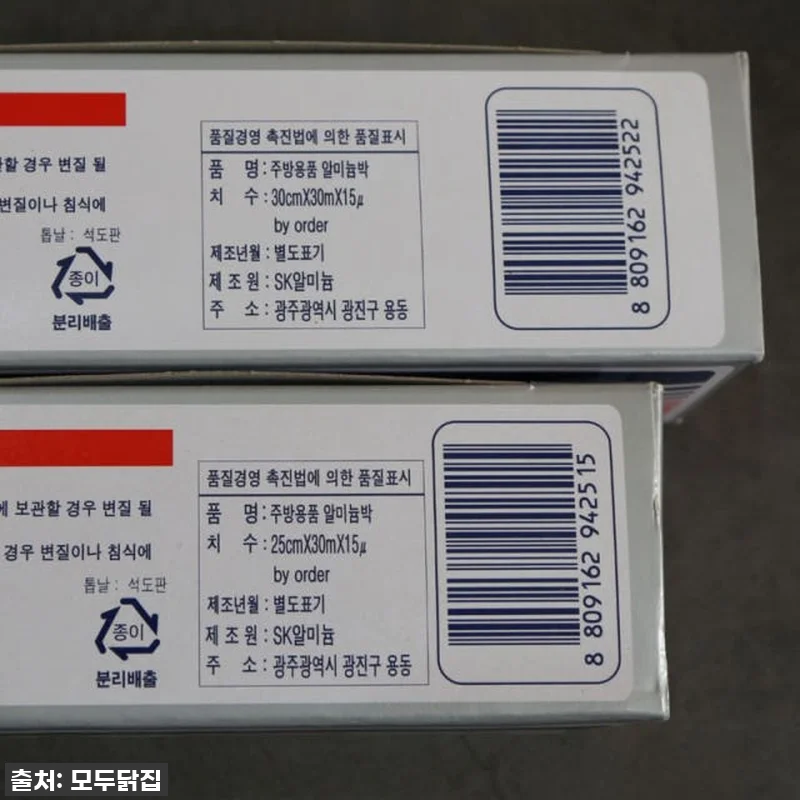 할 경우 변질 될
변질이나 침식에
톱날 : 석도판
종이
분리배출
품질경영 촉진법에 의한 품질표시
품 명 : 주방용품 알미늄박
치 수 : 30cmX30mX15μ
by order
제조년월 : 별도표기
제 조 원 : SK알미늄
주 소 : 광주광역시 광진구 용동
8 809162 942522
에 보관할 경우 변질 될
경우 변질이나 침식에
톱날 : 석도판
종이
분리배출
품질경영 촉진법에 의한 품질표시
품 명 : 주방용품 알미늄박
치 수 : 25cmX30mX15μ
by order
제조년월 : 별도표기
제 조 원 : SK알미늄
주 소 : 광주광역시 광진구 용동
8 809162 942515
출처: 모두닭집